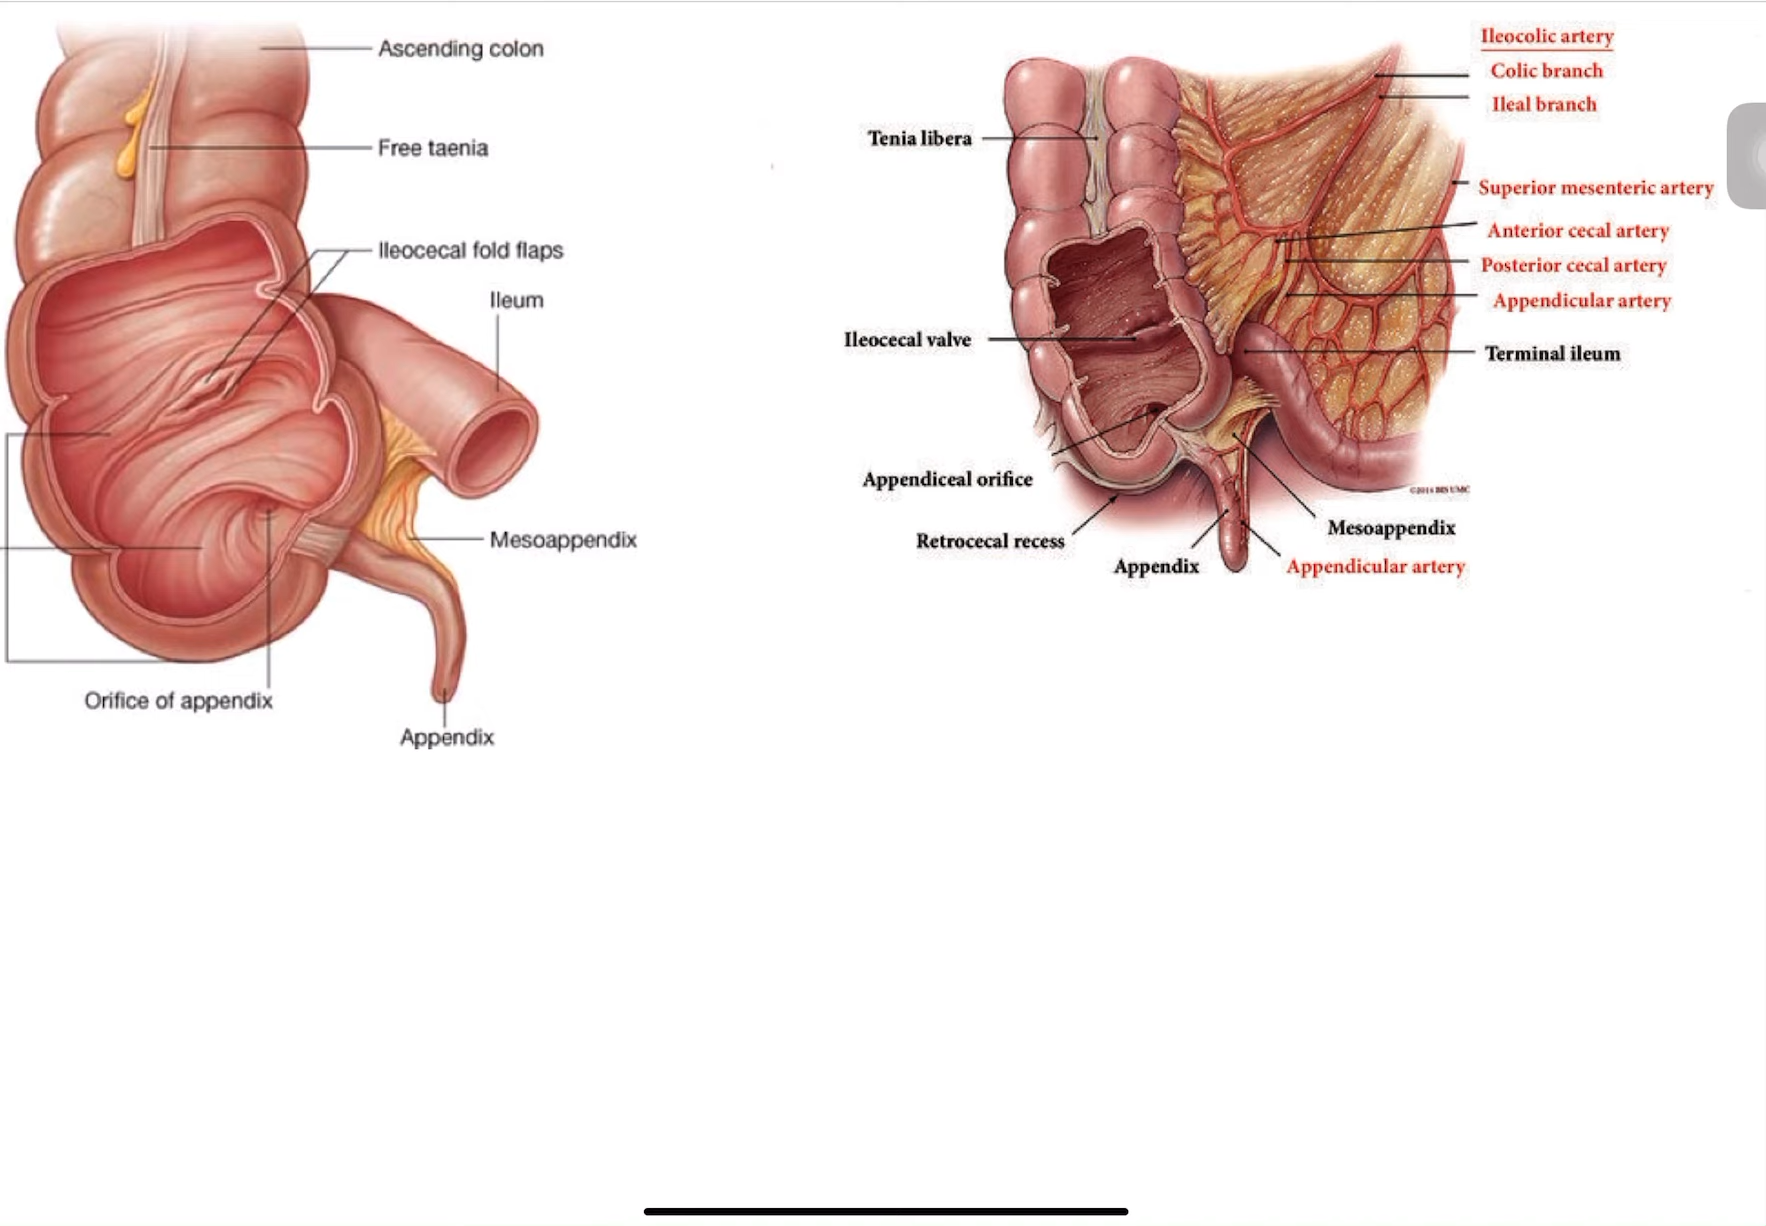 Ascending colon
Free taenia
Ileocecal fold flaps
Ileum
Mesoappendix
Orifice of appendix
Appendix
Ileocolic artery
Colic branch
Ileal branch
Tenia libera
Superior mesenteric artery
Anterior cecal artery
Posterior cecal artery
Appendicular artery
Ileocecal valve
Terminal ileum
Appendiceal orifice
Retrocecal recess
Mesoappendix
Appendix
Appendicular artery